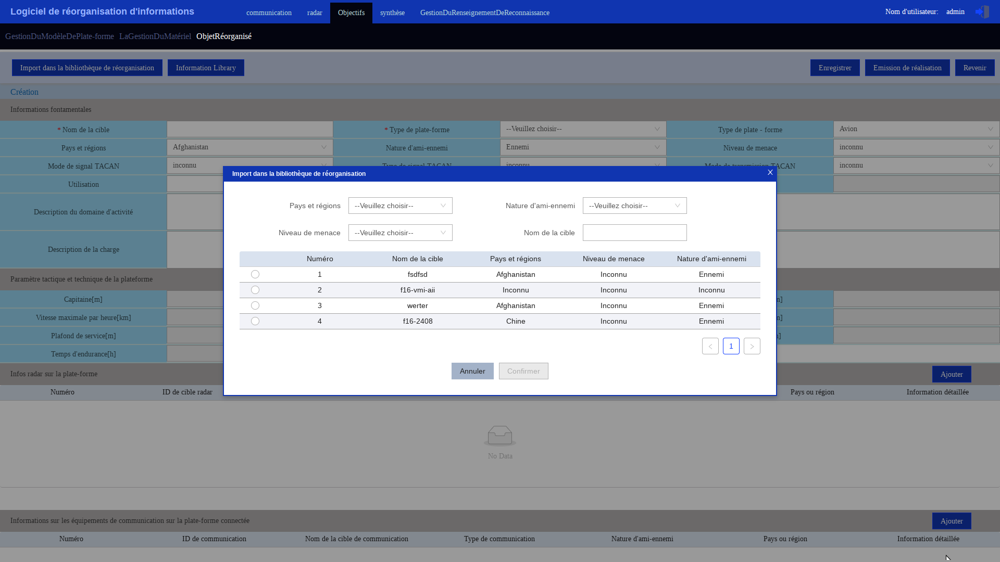 Logiciel de réorganisation d'informations
communication radar Objectifs synthèse GestionDuRenseignementDeReconnaissance
Nom d'utilisateur: admin
GestionDuModèleDePlate-forme LaGestionDuMatériel ObjetRéorganisé
Import dans la bibliothèque de réorganisation Information Library Enregistrer Emission de réalisation Revenir
Création
Informations fontamentales
* Nom de la cible * Type de plate-forme --Veuillez choisir-- Type de plate - forme Avion
Pays et régions Afghanistan Nature d'ami-ennemi Ennemi Niveau de menace inconnu
Mode de signal TACAN inconnu Type de signal TACAN inconnu Mode de transmission TACAN inconnu
Utilisation
Description du domaine d'activité
Description de la charge
Paramètre tactique et technique de la plateforme
Capitaine[m]
Vitesse maximale par heure[km]
Plafond de service[m]
Temps d'endurance[h]
Infos radar sur la plate-forme Ajouter
Numéro ID de cible radar Pays ou région Information détaillée
No Data
Informations sur les équipements de communication sur la plate-forme connectée Ajouter
Numéro ID de communication Nom de la cible de communication Type de communication Nature d'ami-ennemi Pays ou région Information détaillée
Import dans la bibliothèque de réorganisation X
Pays et régions --Veuillez choisir-- Nature d'ami-ennemi --Veuillez choisir--
Niveau de menace --Veuillez choisir-- Nom de la cible
Numéro Nom de la cible Pays et régions Niveau de menace Nature d'ami-ennemi
1 fsdfsd Afghanistan Inconnu Ennemi
2 f16-vmi-aii Inconnu Inconnu Inconnu
3 werter Afghanistan Inconnu Ennemi
4 f16-2408 Chine Inconnu Ennemi
< 1 >
Annuler Confirmer